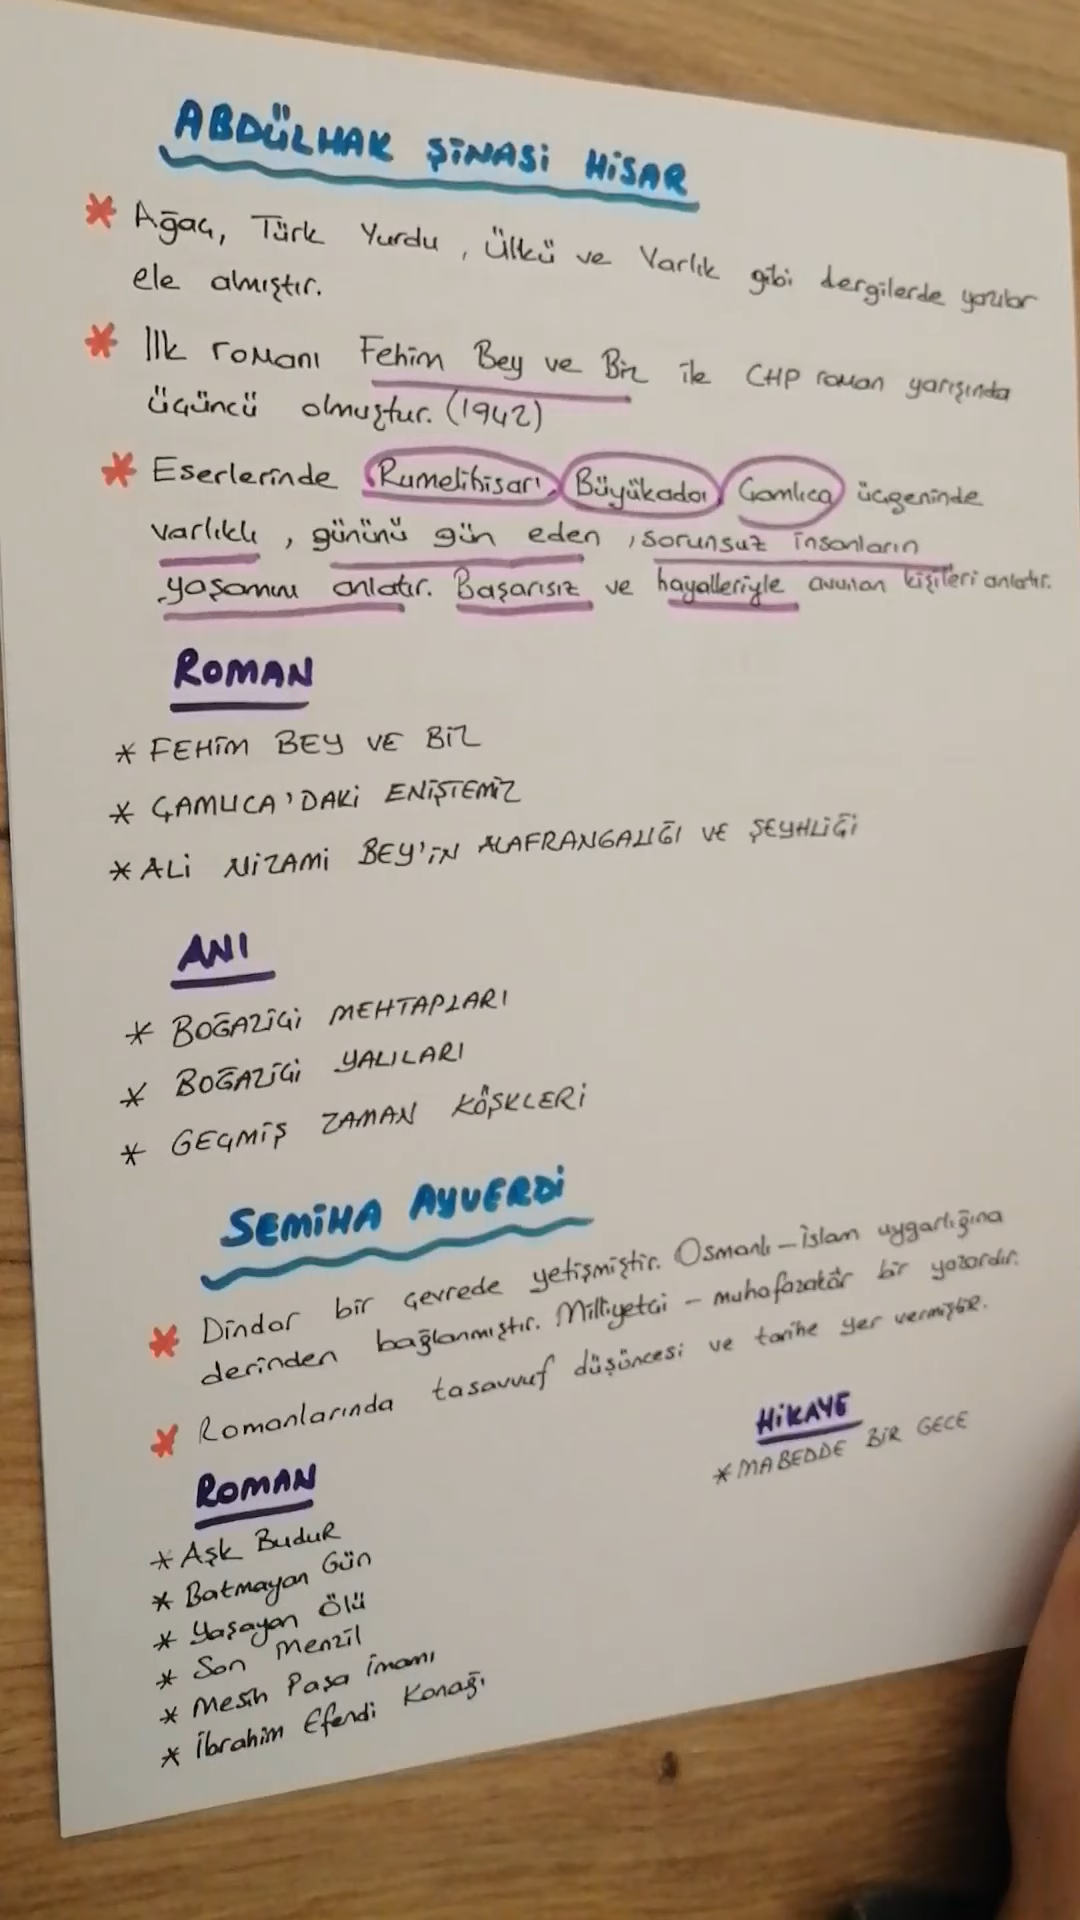 ABDÜLHAK ŞİNASİ HİSAR
* Ağaç, Türk Yurdu, Ülkü ve Varlık gibi dergilerde yazılar
ele almıştır.
* İlk romanı Fehim Bey ve Biz ile CHP roman yarışında
üçüncü olmuştur. (1942)
* Eserlerinde Rumelihisarı, Büyükada, Çamlıca üçgeninde
varlıklı, gününü gün eden, sorunsuz insanların
yaşamını anlatır. Başarısız ve hayalleriyle avunan kişileri anlatır.
ROMAN
* FEHİM BEY VE BİZ
* ÇAMLICA'DAKİ ENİŞTEMİZ
* ALİ NİZAMİ BEY'İN ALAFRANGALIĞI VE ŞEYHLİĞİ
ANI
* BOĞAZİÇİ MEHTAPLARI
* BOĞAZİÇİ YALILARI
* GEÇMİŞ ZAMAN KÖŞKLERİ
SEMİHA AYVERDİ
* Dindar bir çevrede yetişmiştir. Osmanlı-İslam uygarlığına
derinden bağlanmıştır. Milliyetçi - muhafazakâr bir yazardır.
* Romanlarında tasavvuf düşüncesi ve tarihe yer vermiştir.
ROMAN
* Aşk Budur
* Batmayan Gün
* Yaşayan Ölü
* Son Menzil
* Mesih Paşa İmamı
* İbrahim Efendi Konağı
HİKAYE
* MABEDDE BİR GECE